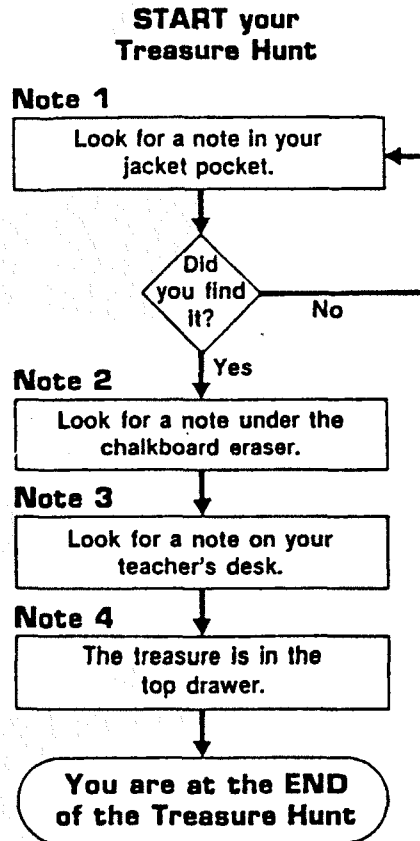 START your
Treasure Hunt
Note 1
Look for a note in your
jacket pocket.
Did
you find
it?
No
Yes
Note 2
Look for a note under the
chalkboard eraser.
Note 3
Look for a note on your
teacher's desk.
Note 4
The treasure is in the
top drawer.
You are at the END
of the Treasure Hunt